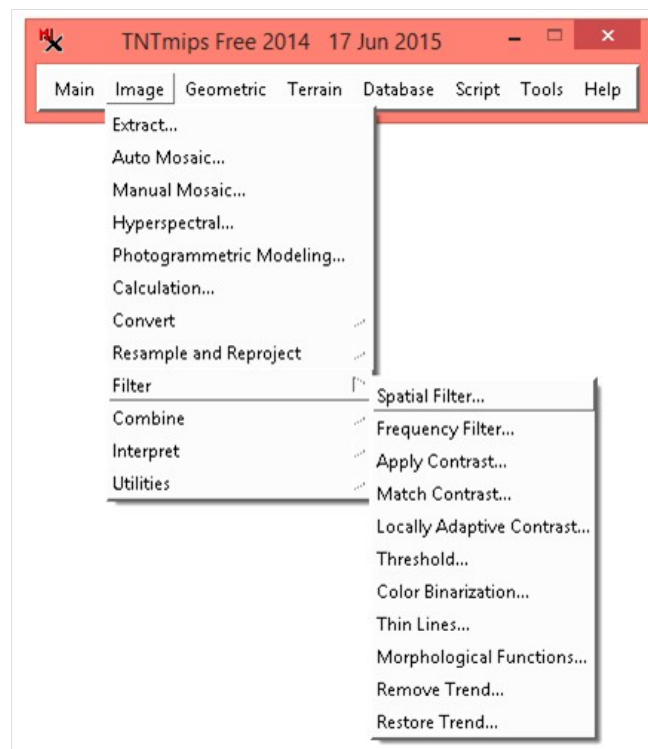 TNTmips Free 2014 17 Jun 2015
Main Image Geometric Terrain Database Script Tools Help
Extract...
Auto Mosaic...
Manual Mosaic...
Hyperspectral...
Photogrammetric Modeling...
Calculation...
Convert
Resample and Reproject
Filter
Combine
Interpret
Utilities
Spatial Filter...
Frequency Filter...
Apply Contrast...
Match Contrast...
Locally Adaptive Contrast...
Threshold...
Color Binarization...
Thin Lines...
Morphological Functions...
Remove Trend...
Restore Trend...